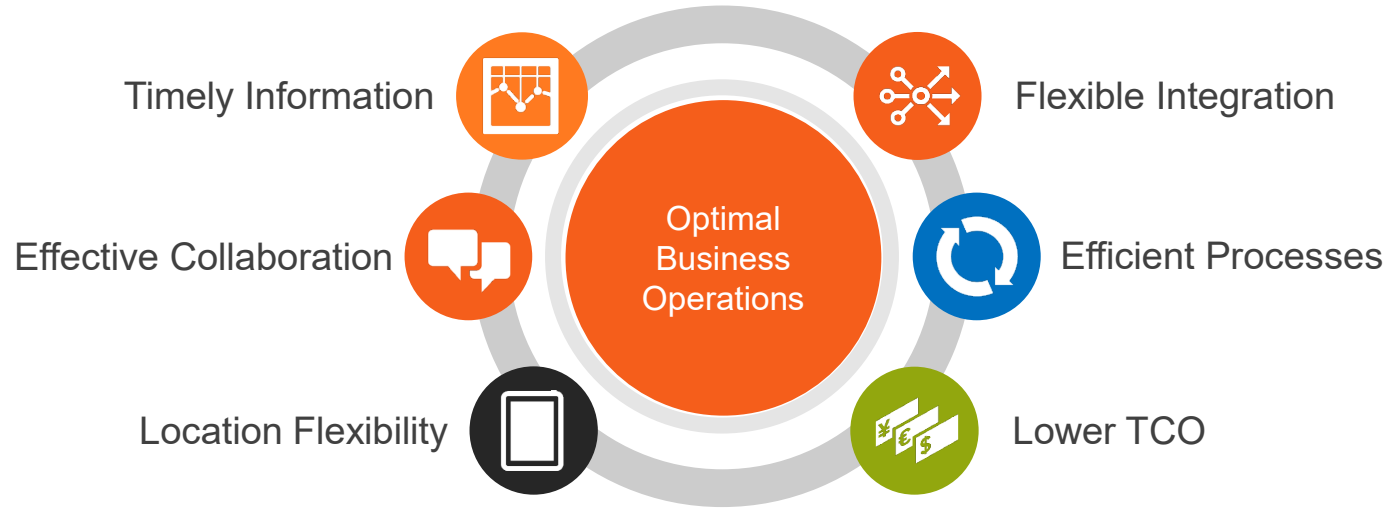 Timely Information
Flexible Integration
Effective Collaboration
Optimal
Business
Operations
Efficient Processes
Location Flexibility
¥ € $
Lower TCO